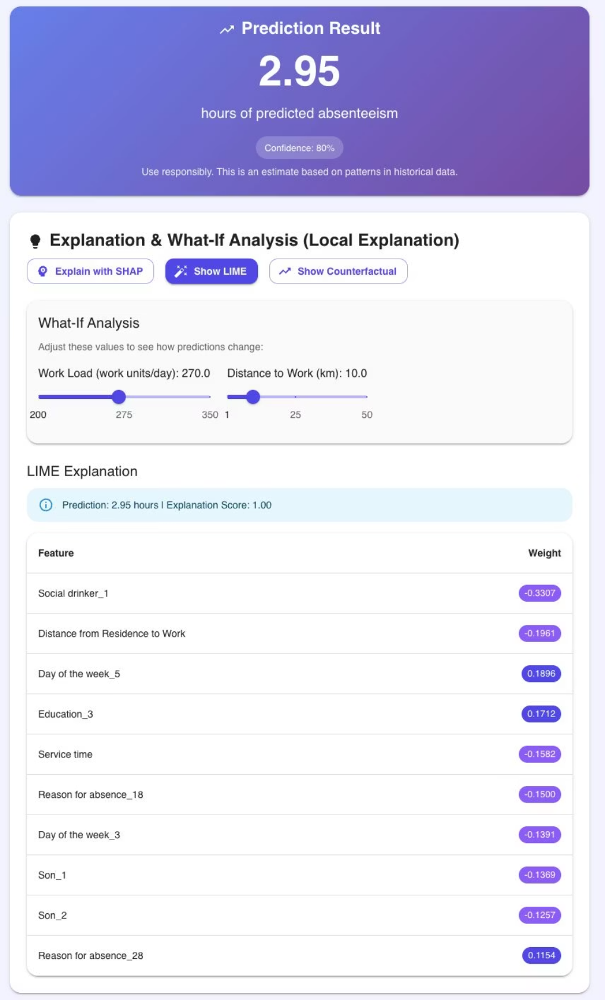 Prediction Result
2.95
hours of predicted absenteeism
Confidence: 80%
Use responsibly. This is an estimate based on patterns in historical data.
Explanation & What-If Analysis (Local Explanation)
Explain with SHAP Show LIME Show Counterfactual
What-If Analysis
Adjust these values to see how predictions change:
Work Load (work units/day): 270.0 Distance to Work (km): 10.0
200 275 350 1 25 50
LIME Explanation
Prediction: 2.95 hours | Explanation Score: 1.00
Feature Weight
Social drinker_1 -0.3307
Distance from Residence to Work -0.1961
Day of the week_5 0.1896
Education_3 0.1712
Service time -0.1582
Reason for absence_18 -0.1500
Day of the week_3 -0.1391
Son_1 -0.1369
Son_2 -0.1257
Reason for absence_28 0.1154